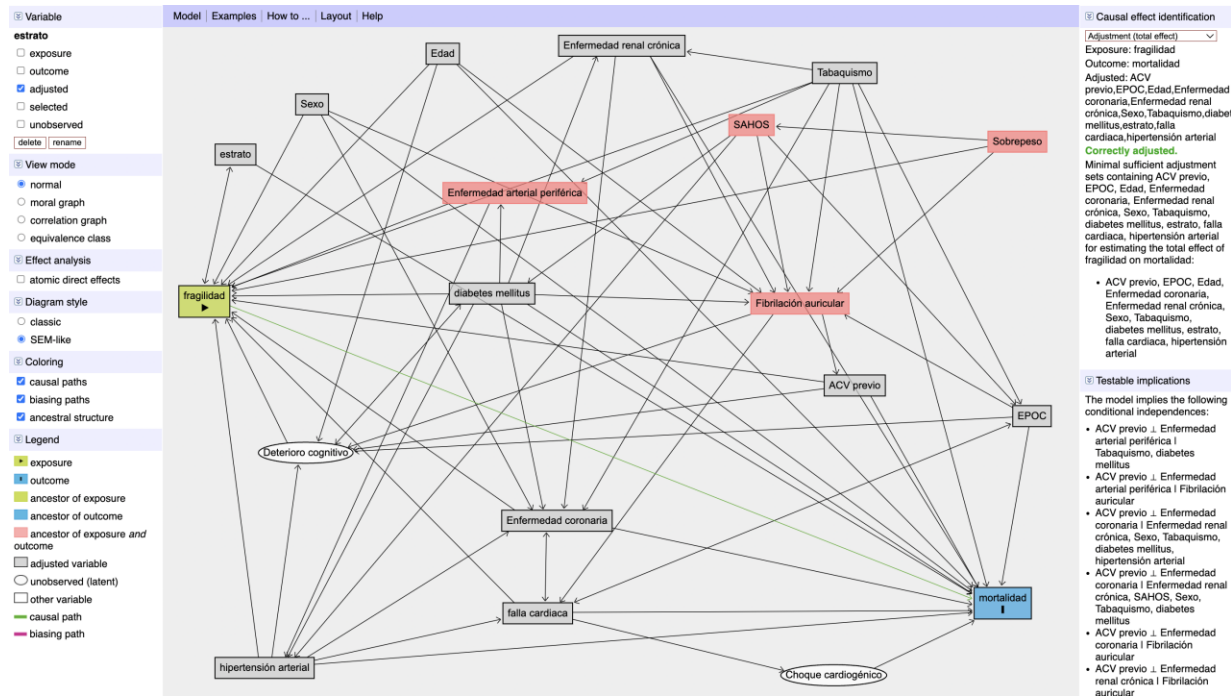 Variable
estrato
exposure
outcome
adjusted
selected
unobserved
delete rename
View mode
normal
moral graph
correlation graph
equivalence class
Effect analysis
atomic direct effects
Diagram style
classic
SEM-like
Coloring
causal paths
biasing paths
ancestral structure
Legend
exposure
outcome
ancestor of exposure
ancestor of outcome
ancestor of exposure and
outcome
adjusted variable
unobserved (latent)
other variable
causal path
biasing path
Model | Examples | How to ... | Layout | Help
Enfermedad renal crónica
Edad
Tabaquismo
Sexo
SAHOS
Sobrepeso
estrato
Enfermedad arterial periférica
fragilidad
diabetes mellitus
Fibrilación auricular
ACV previo
EPOC
Deterioro cognitivo
Enfermedad coronaria
mortalidad
falla cardiaca
hipertensión arterial
Choque cardiogénico
Causal effect identification
Adjustment (total effect)
Exposure: fragilidad
Outcome: mortalidad
Adjusted: ACV
previo,EPOC,Edad,Enfermedad
coronaria,Enfermedad renal
crónica,Sexo,Tabaquismo,diabet
mellitus,estrato,falla
cardiaca,hipertensión arterial
Correctly adjusted.
Minimal sufficient adjustment
sets containing ACV previo,
EPOC, Edad, Enfermedad
coronaria, Enfermedad renal
crónica, Sexo, Tabaquismo,
diabetes mellitus, estrato, falla
cardiaca, hipertensión arterial
for estimating the total effect of
fragilidad on mortalidad:
• ACV previo, EPOC, Edad,
Enfermedad coronaria,
Enfermedad renal crónica,
Sexo, Tabaquismo,
diabetes mellitus, estrato,
falla cardiaca, hipertensión
arterial
Testable implications
The model implies the following
conditional independences:
• ACV previo ⊥ Enfermedad
arterial periférica |
Tabaquismo, diabetes
mellitus
• ACV previo ⊥ Enfermedad
arterial periférica | Fibrilación
auricular
• ACV previo ⊥ Enfermedad
coronaria | Enfermedad renal
crónica, Sexo, Tabaquismo,
diabetes mellitus,
hipertensión arterial
• ACV previo ⊥ Enfermedad
coronaria | Enfermedad renal
crónica, SAHOS, Sexo,
Tabaquismo, diabetes
mellitus
• ACV previo ⊥ Enfermedad
coronaria | Fibrilación
auricular
• ACV previo ⊥ Enfermedad
renal crónica | Fibrilación
auricular